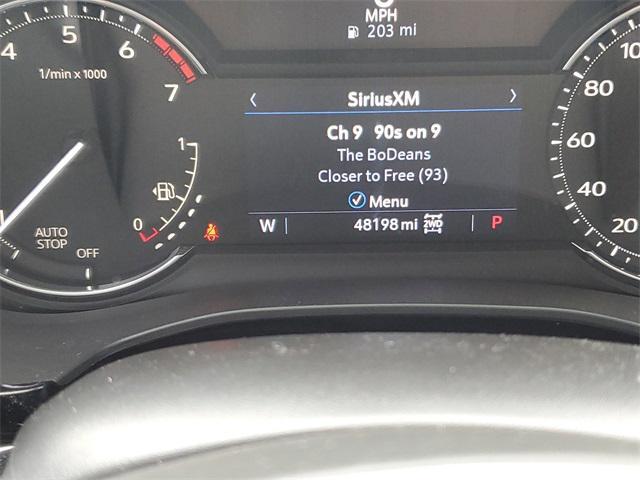 MPH
203 mi
4 5 6 7
1/min x 1000
1
0
AUTO
STOP
OFF
SiriusXM
Ch 9 90s on 9
The BoDeans
Closer to Free (93)
Menu
W
48198 mi 2WD
P
80
60
40
20